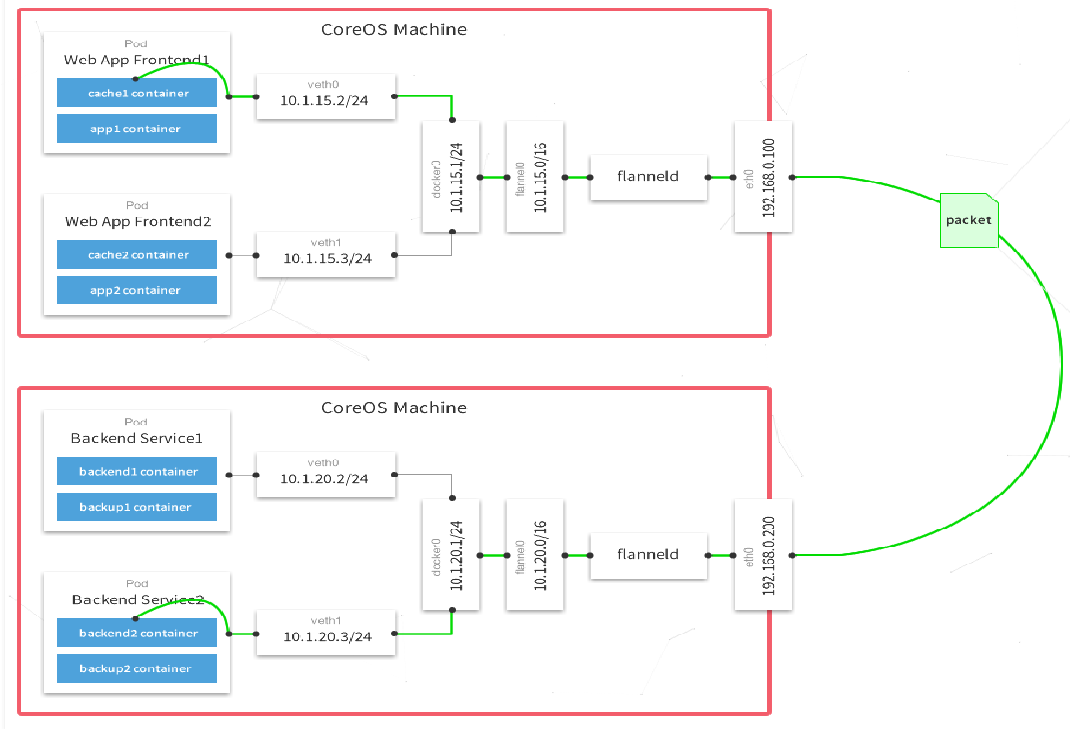 CoreOS Machine
Pod
Web App Frontend1
cache1 container
app1 container
veth0
10.1.15.2/24
docker0
10.1.15.1/24
flannel0
10.1.15.0/16
flanneld
eth0
192.168.0.100
packet
Pod
Web App Frontend2
cache2 container
app2 container
veth1
10.1.15.3/24
CoreOS Machine
Pod
Backend Service1
backend1 container
backup1 container
veth0
10.1.20.2/24
docker0
10.1.20.1/24
flannel0
10.1.20.0/16
flanneld
eth0
192.168.0.200
Pod
Backend Service2
backend2 container
backup2 container
veth1
10.1.20.3/24